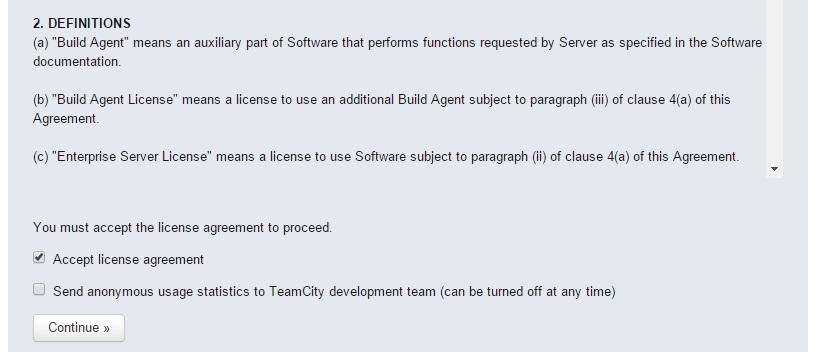 2. DEFINITIONS
(a) "Build Agent" means an auxiliary part of Software that performs functions requested by Server as specified in the Software
documentation.
(b) "Build Agent License" means a license to use an additional Build Agent subject to paragraph (iii) of clause 4(a) of this
Agreement.
(c) "Enterprise Server License" means a license to use Software subject to paragraph (ii) of clause 4(a) of this Agreement.
You must accept the license agreement to proceed.
Accept license agreement
Send anonymous usage statistics to TeamCity development team (can be turned off at any time)
Continue »